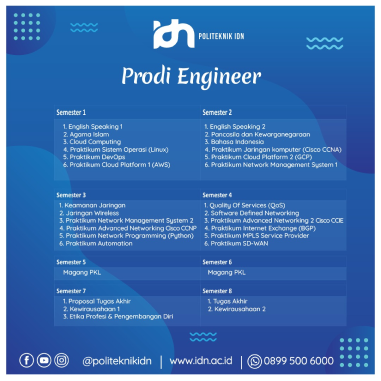 idn
POLITEKNIK IDN
Prodi Engineer
Semester 1
1. English Speaking 1
2. Agama Islam
3. Cloud Computing
4. Praktikum Sistem Operasi (Linux)
5. Praktikum DevOps
6. Praktikum Cloud Platform 1 (AWS)
Semester 2
1. English Speaking 2
2. Pancasila dan Kewarganegaraan
3. Bahasa Indonesia
4. Praktikum Jaringan komputer (Cisco CCNA)
5. Praktikum Cloud Platform 2 (GCP)
6. Praktikum Network Management System 1
Semester 3
1. Keamanan Jaringan
2. Jaringan Wireless
3. Praktikum Network Management System 2
4. Praktikum Advanced Networking Cisco CCNP
5. Praktikum Network Programming (Python)
6. Praktikum Automation
Semester 4
1. Quality Of Services (QoS)
2. Software Defined Networking
3. Praktikum Advanced Networking 2 Cisco CCIE
4. Praktikum Internet Exchange (BGP)
5. Praktikum MPLS Service Provider
6. Praktikum SD-WAN
Semester 5
Magang PKL
Semester 6
Magang PKL
Semester 7
1. Proposal Tugas Akhir
2. Kewirausahaan 1
3. Etika Profesi & Pengembangan Diri
Semester 8
1. Tugas Akhir
2. Kewirausahaan 2
@politeknikidn | www.idn.ac.id | 0899 500 6000